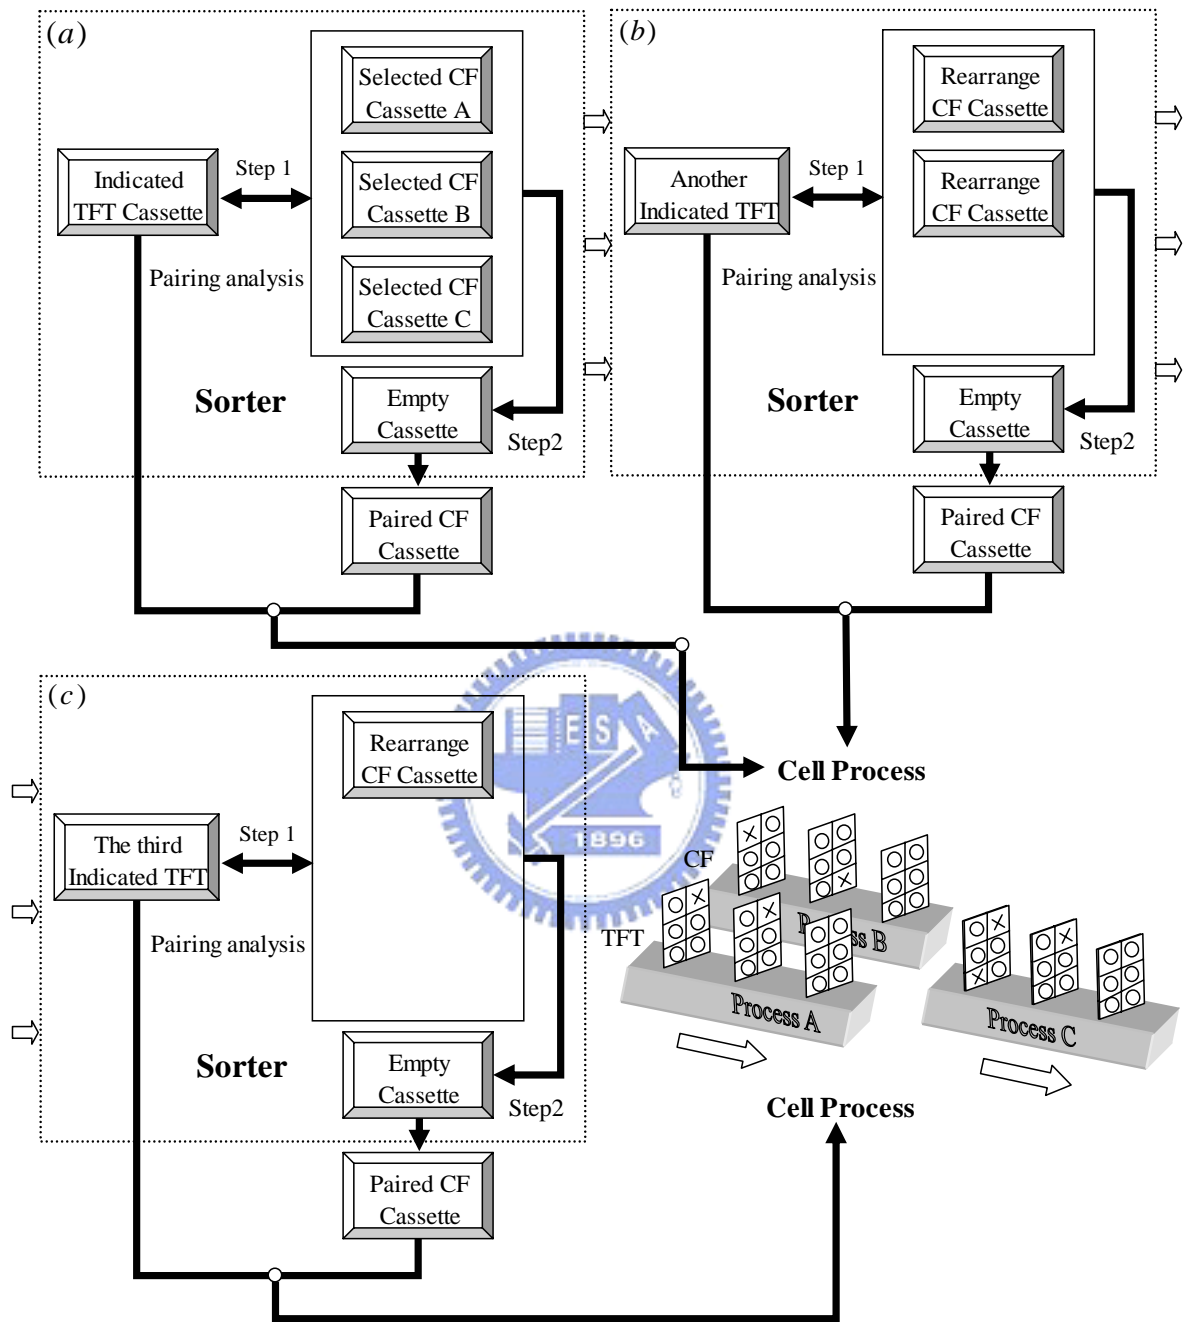 (a)
Selected CF
Cassette A
Indicated
TFT Cassette
Step 1
Selected CF
Cassette B
Pairing analysis
Selected CF
Cassette C
Sorter
Empty
Cassette
Step2
Paired CF
Cassette
(b)
Rearrange
CF Cassette
Another
Indicated TFT
Step 1
Rearrange
CF Cassette
Pairing analysis
Sorter
Empty
Cassette
Step2
Paired CF
Cassette
(c)
Rearrange
CF Cassette
The third
Indicated TFT
Step 1
Pairing analysis
Sorter
Empty
Cassette
Step2
Paired CF
Cassette
E S A
1896
Cell Process
CF
TFT
Process B
Process A
Process C
Cell Process